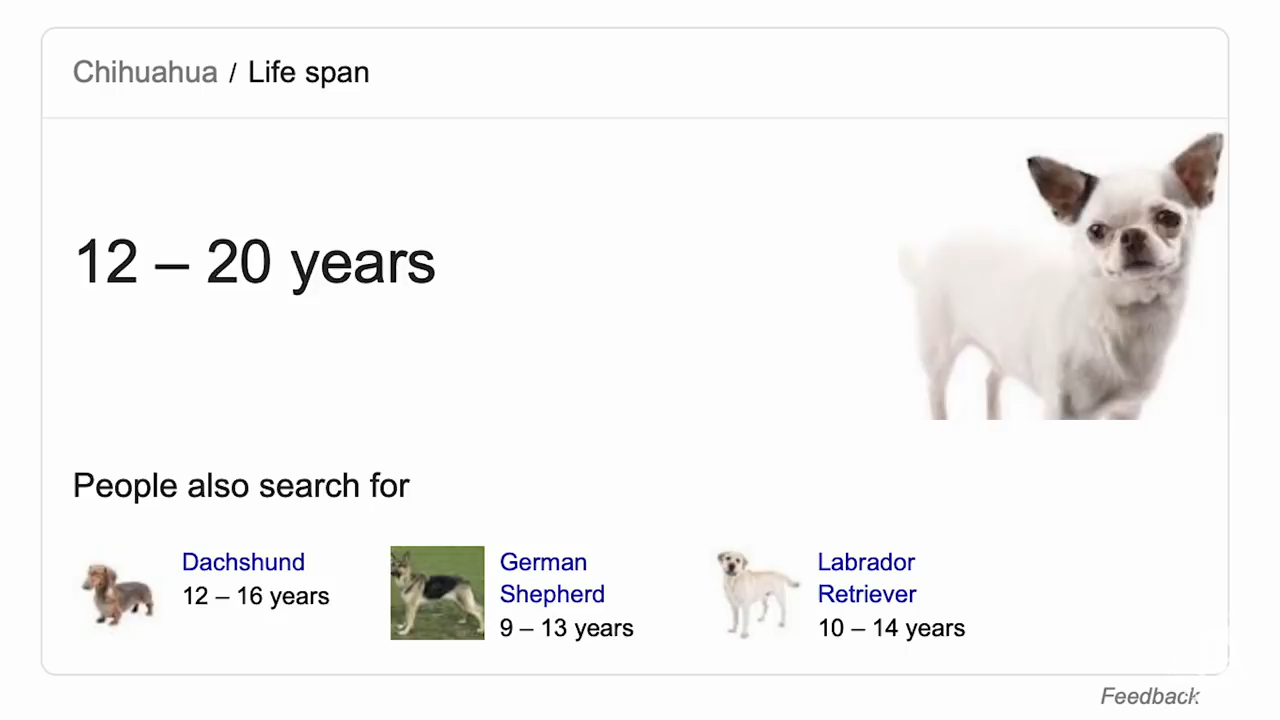 Chihuahua / Life span
12 – 20 years
People also search for
Dachshund
12 – 16 years
German
Shepherd
9 – 13 years
Labrador
Retriever
10 – 14 years
Feedback